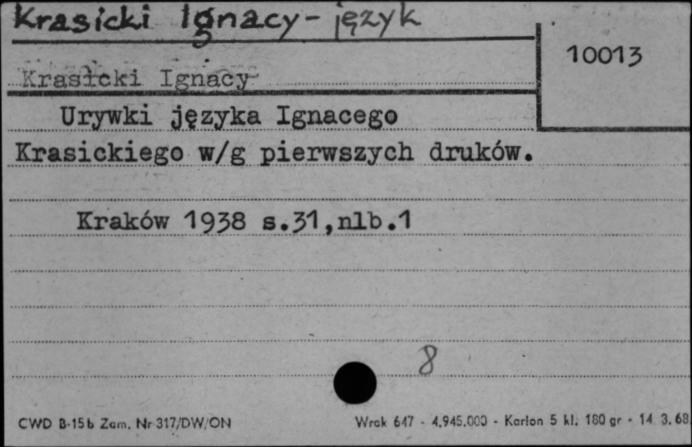 Krasicki Ignacy - język
10013
Krasicki Ignacy
Urywki języka Ignacego
Krasickiego w/g pierwszych druków.
Kraków 1938 s.31,nlb.1
8
CWD B-15b Zam. Nr 317/DW/ON
Wrak 647 - 4.945.000 - Karton 5 kl. 180 gr - 14 3.68